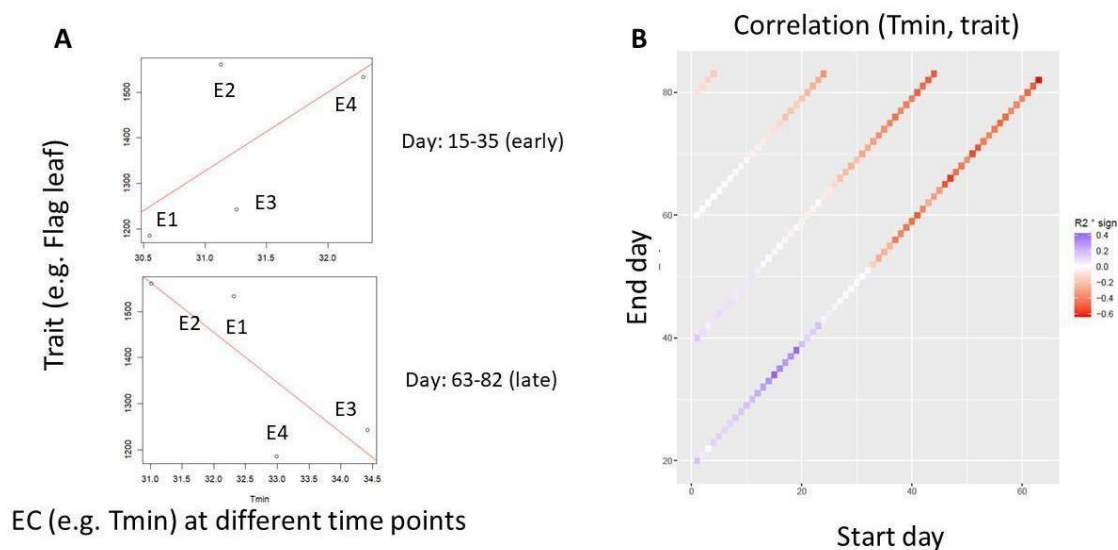 A
Trait (e.g. Flag leaf)
1500
1400
1300
1200
E2
E4
E3
E1
30.5 31.0 31.5 32.0
Day: 15-35 (early)
1500
1400
1300
1200
E2 E1
E3
E4
31.0 31.5 32.0 32.5 33.0 33.5 34.0 34.5
Tmin
Day: 63-82 (late)
EC (e.g. Tmin) at different time points
B
Correlation (Tmin, trait)
End day
80
60
40
20
0 20 40 60
Start day
R2 * sign
0.4
0.2
0.0
−0.2
−0.4
−0.6